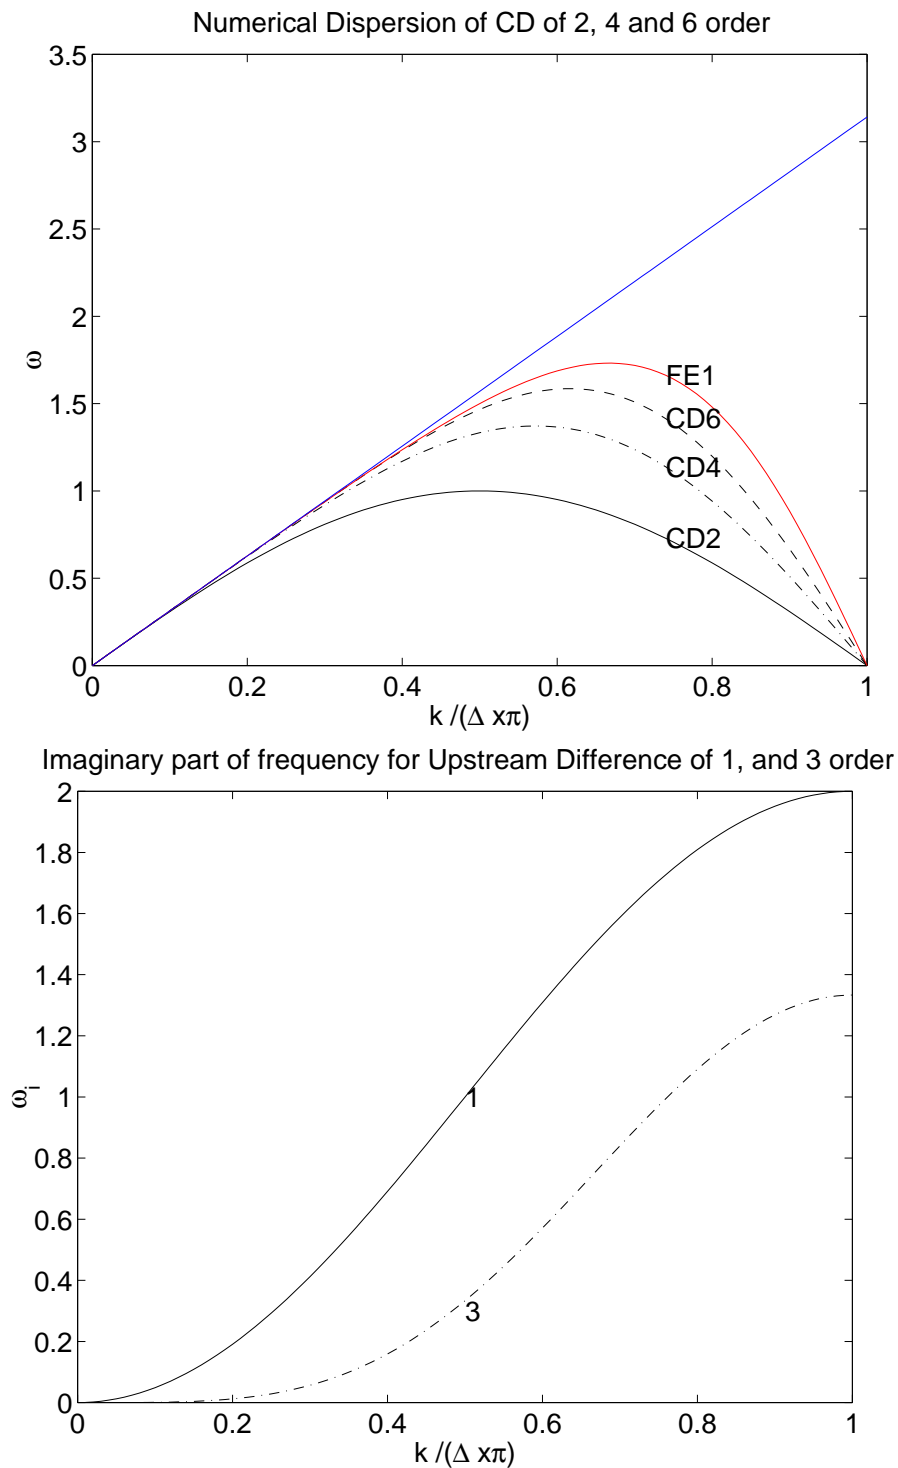 Numerical Dispersion of CD of 2, 4 and 6 order
3.5
3
2.5
2
1.5
1
0.5
0
ω
FE1
CD6
CD4
CD2
0 0.2 0.4 0.6 0.8 1
k /(Δ xπ)
Imaginary part of frequency for Upstream Difference of 1, and 3 order
2
1.8
1.6
1.4
1.2
1
0.8
0.6
0.4
0.2
0
ωi
1
3
0 0.2 0.4 0.6 0.8 1
k /(Δ xπ)